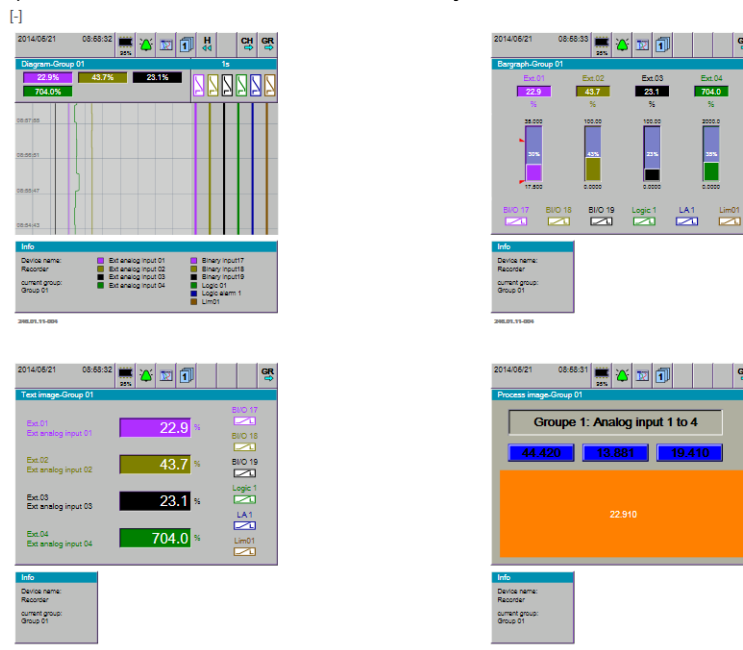 [-]
2014/06/21 08:58:32 95% 1 H CH GR
Diagram-Group 01 1s
22.9% 43.7% 23.1%
704.0%
Info
Device name:
Recorder
current group:
Group 01
Ext analog input 01
Ext analog input 02
Ext analog input 03
Ext analog input 04
Binary Input17
Binary Input18
Binary Input19
Logic 01
Logic alarm 1
Lim01
2014/06/21 08:58:33 95% 1
Bargraph-Group 01
Ext.01 Ext.02 Ext.03 Ext.04
22.9 43.7 23.1 704.0
% % % %
100.00 100.00 2000.0
43% 23%
0.0000 0.0000 0.0000
BI/O 17 BI/O 18 BI/O 19 Logic 1 LA 1 Lim01
Info
Device name:
Recorder
current group:
Group 01
2014/06/21 08:58:32 95% 1 GR
Text image-Group 01
Ext.01
Ext analog input 01
22.9 %
Ext.02
Ext analog input 02
43.7 %
Ext.03
Ext analog input 03
23.1 %
Ext.04
Ext analog input 04
704.0 %
BI/O 17
BI/O 18
BI/O 19
Logic 1
LA 1
Lim01
Info
Device name:
Recorder
current group:
Group 01
2014/06/21 08:58:31 95% 1
Process image-Group 01
Groupe 1: Analog input 1 to 4
44.420 13.881 19.410
22.910
Info
Device name:
Recorder
current group:
Group 01